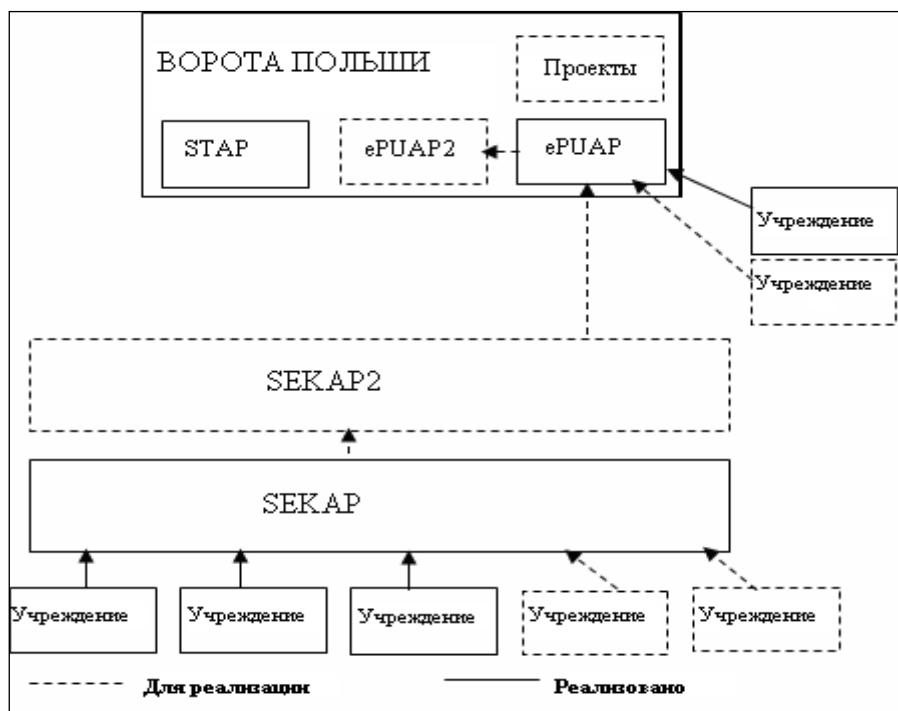 ВОРОТА ПОЛЬШИ
Проекты
STAP
ePUAP2
ePUAP
Учреждение
Учреждение
SEKAP2
SEKAP
Учреждение
Учреждение
Учреждение
Учреждение
Учреждение
Для реализации
Реализовано